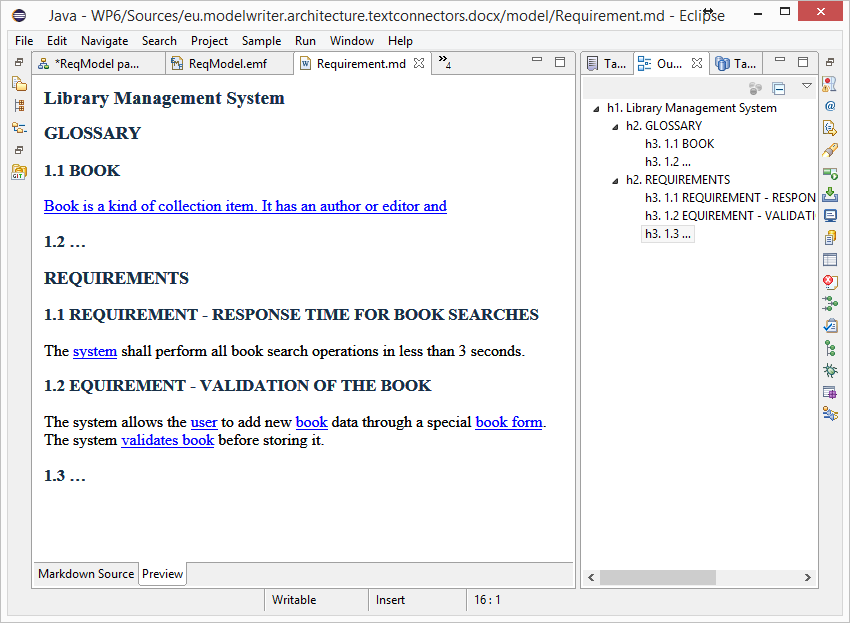 Java - WP6/Sources/eu.modelwriter.architecture.textconnectors.docx/model/Requirement.md - Eclipse
File Edit Navigate Search Project Sample Run Window Help
*ReqModel pa... ReqModel.emf Requirement.md »4
Ta... Ou... Ta...
Library Management System
GLOSSARY
1.1 BOOK
Book is a kind of collection item. It has an author or editor and
1.2 …
REQUIREMENTS
1.1 REQUIREMENT - RESPONSE TIME FOR BOOK SEARCHES
The system shall perform all book search operations in less than 3 seconds.
1.2 EQUIREMENT - VALIDATION OF THE BOOK
The system allows the user to add new book data through a special book form.
The system validates book before storing it.
1.3 …
h1. Library Management System
h2. GLOSSARY
h3. 1.1 BOOK
h3. 1.2 ...
h2. REQUIREMENTS
h3. 1.1 REQUIREMENT - RESPON
h3. 1.2 EQUIREMENT - VALIDATI
h3. 1.3 ...
GIT
Markdown Source Preview
Writable Insert 16 : 1